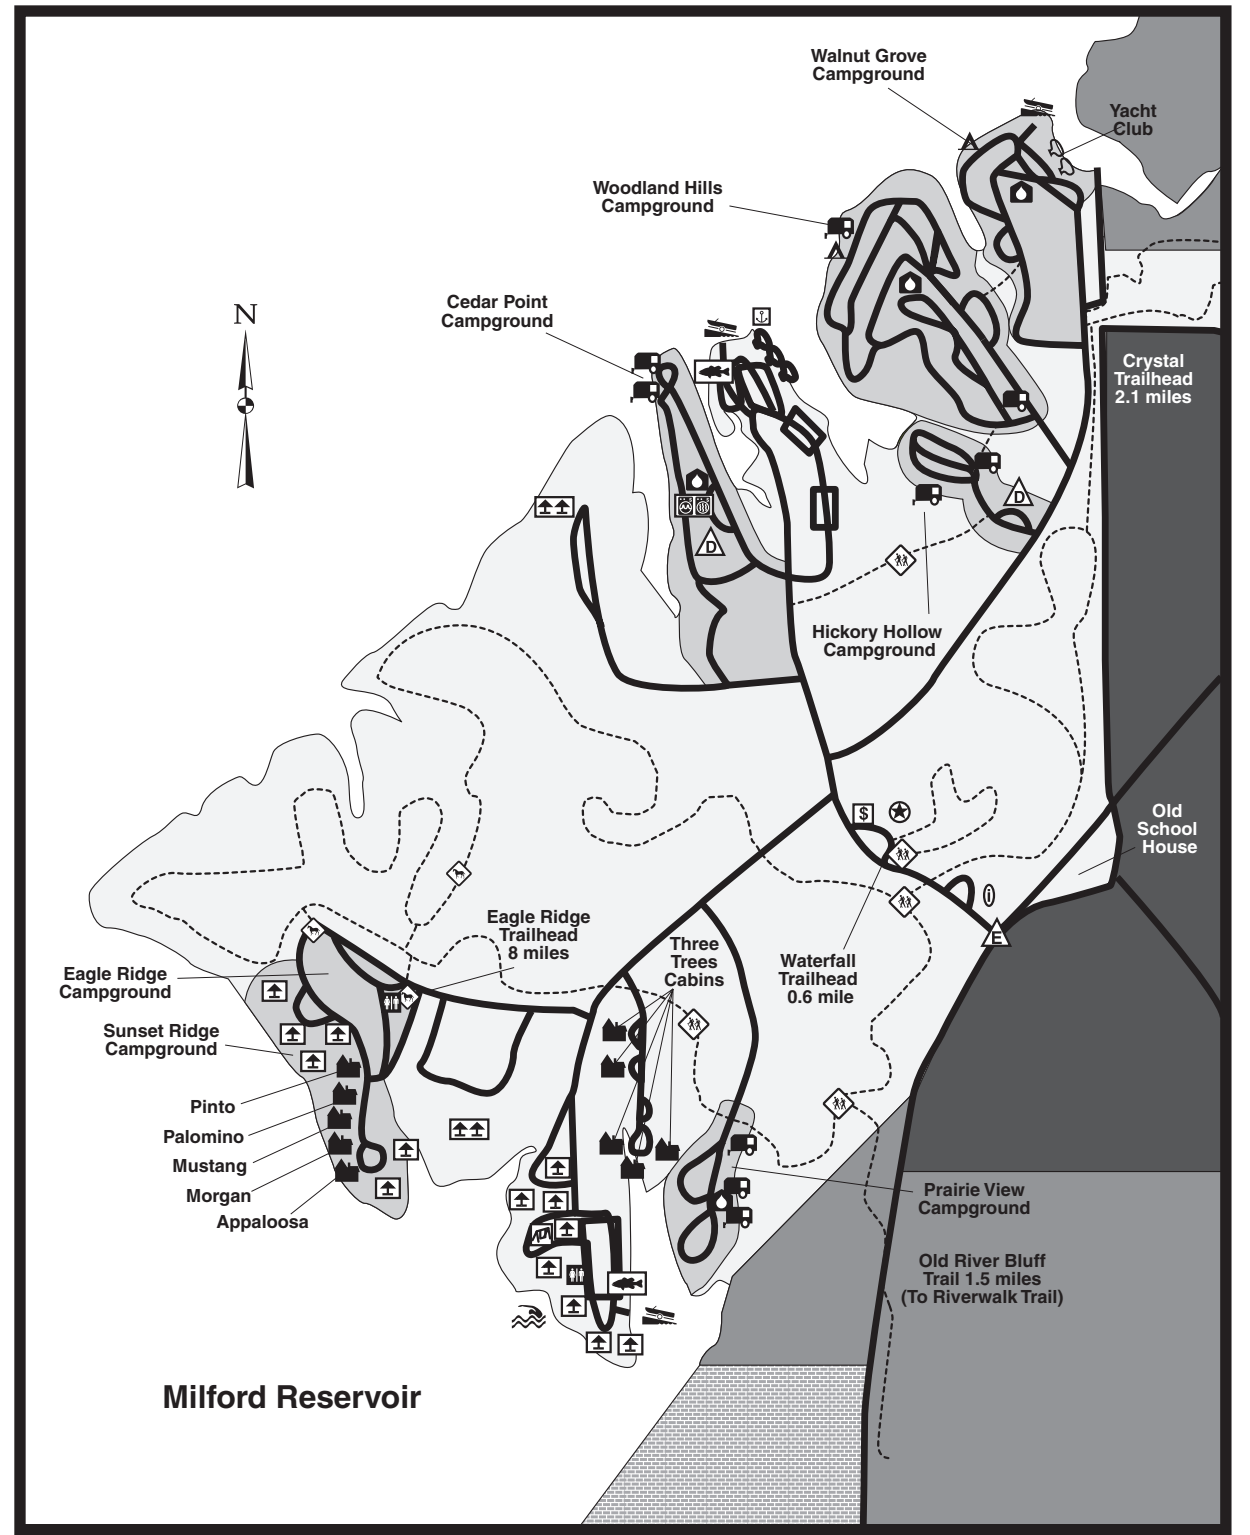 Walnut Grove
Campground
Yacht
Club
Woodland Hills
Campground
Cedar Point
Campground
N
Crystal
Trailhead
2.1 miles
D
D
Hickory Hollow
Campground
$
Old
School
House
i
E
Eagle Ridge
Trailhead
8 miles
Three
Trees
Cabins
Waterfall
Trailhead
0.6 mile
Eagle Ridge
Campground
Sunset Ridge
Campground
Pinto
Palomino
Mustang
Morgan
Appaloosa
Prairie View
Campground
Old River Bluff
Trail 1.5 miles
(To Riverwalk Trail)
Milford Reservoir